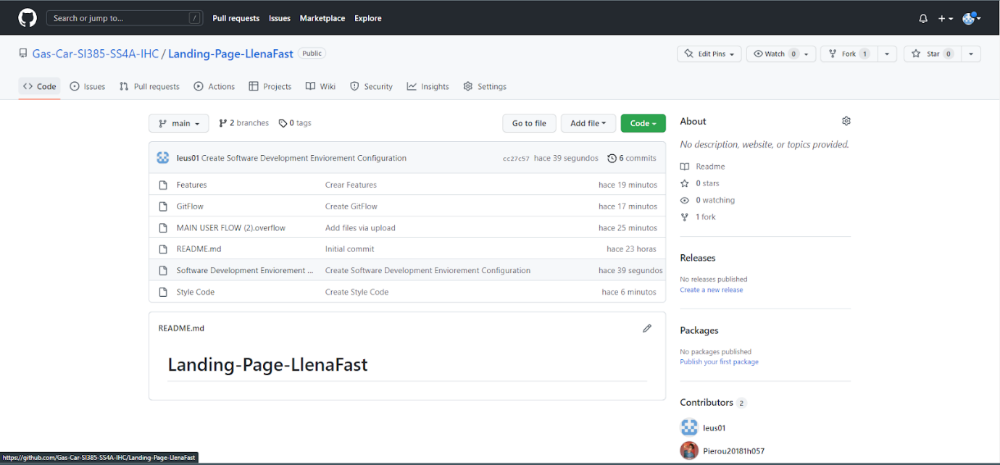 Search or jump to... /
Pull requests Issues Marketplace Explore
Gas-Car-SI385-SS4A-IHC / Landing-Page-LlenaFast Public
Edit Pins Watch 0 Fork 1 Star 0
Code Issues Pull requests Actions Projects Wiki Security Insights Settings
main 2 branches 0 tags Go to file Add file Code
leus01 Create Software Development Enviorement Configuration cc27c57 hace 39 segundos 6 commits
Features Crear Features hace 19 minutos
GitFlow Create GitFlow hace 17 minutos
MAIN USER FLOW (2).overflow Add files via upload hace 25 minutos
README.md Initial commit hace 23 horas
Software Development Enviorement ... Create Software Development Enviorement Configuration hace 39 segundos
Style Code Create Style Code hace 6 minutos
README.md
Landing-Page-LlenaFast
About
No description, website, or topics provided.
Readme
0 stars
0 watching
1 fork
Releases
No releases published
Create a new release
Packages
No packages published
Publish your first package
Contributors 2
leus01
Pierou20181h057
https://github.com/Gas-Car-SI385-SS4A-IHC/Landing-Page-LlenaFast